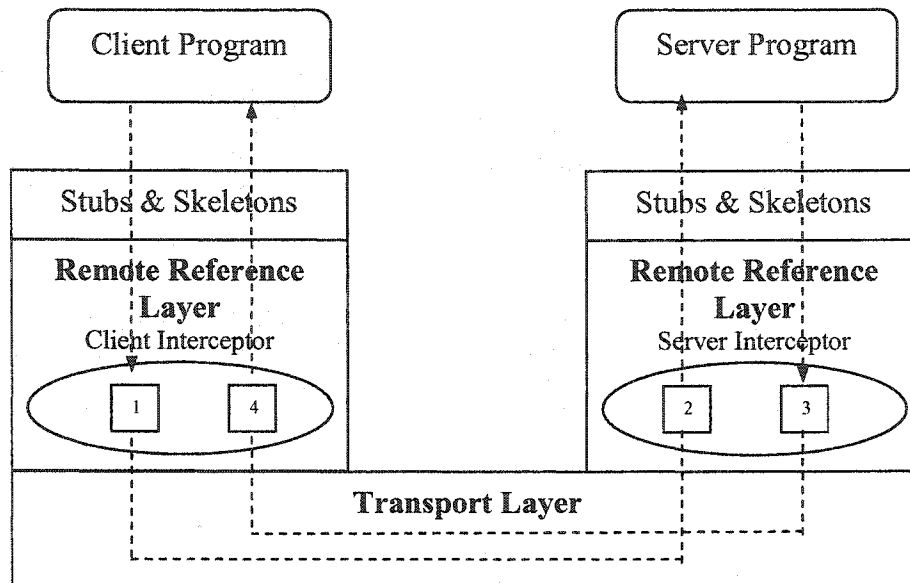 Client Program
Server Program
Stubs & Skeletons
Stubs & Skeletons
Remote Reference
Layer
Client Interceptor
Remote Reference
Layer
Server Interceptor
1
4
2
3
Transport Layer